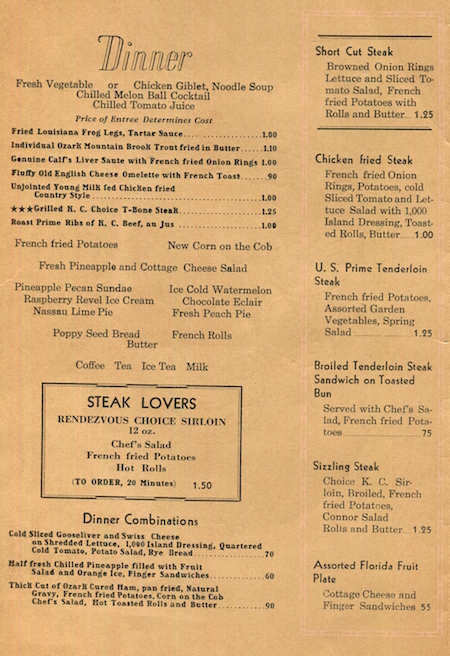 Dinner
Fresh Vegetable or Chicken Giblet, Noodle Soup
Chilled Melon Ball Cocktail
Chilled Tomato Juice
Price of Entree Determines Cost
Fried Louisiana Frog Legs, Tartar Sauce 1.00
Individual Ozark Mountain Brook Trout fried in Butter 1.10
Genuine Calf's Liver Saute with French fried Onion Rings 1.00
Fluffy Old English Cheese Omelette with French Toast .90
Unjointed Young Milk fed Chicken fried
Country Style 1.00
★★★Grilled K. C. Choice T-Bone Steak 1.25
Roast Prime Ribs of K. C. Beef, au Jus 1.00
French fried Potatoes New Corn on the Cob
Fresh Pineapple and Cottage Cheese Salad
Pineapple Pecan Sundae Ice Cold Watermelon
Raspberry Revel Ice Cream Chocolate Eclair
Nassau Lime Pie Fresh Peach Pie
Poppy Seed Bread French Rolls
Butter
Coffee Tea Ice Tea Milk
STEAK LOVERS
RENDEZVOUS CHOICE SIRLOIN
12 oz.
Chef's Salad
French fried Potatoes
Hot Rolls
(TO ORDER, 20 Minutes) 1.50
Dinner Combinations
Cold Sliced Gooseliver and Swiss Cheese
on Shredded Lettuce, 1,000 Island Dressing, Quartered
Cold Tomato, Potato Salad, Rye Bread .70
Half fresh Chilled Pineapple filled with Fruit
Salad and Orange Ice, Finger Sandwiches .60
Thick Cut of Ozark Cured Ham, pan fried, Natural
Gravy, French fried Potatoes, Corn on the Cob
Chef's Salad, Hot Toasted Rolls and Butter .90
Short Cut Steak
Browned Onion Rings
Lettuce and Sliced To-
mato Salad, French
fried Potatoes with
Rolls and Butter 1.25
Chicken fried Steak
French fried Onion
Rings, Potatoes, cold
Sliced Tomato and Let-
tuce Salad with 1,000
Island Dressing, Toast-
ed Rolls, Butter 1.00
U. S. Prime Tenderloin
Steak
French fried Potatoes,
Assorted Garden
Vegetables, Spring
Salad 1.25
Broiled Tenderloin Steak
Sandwich on Toasted
Bun
Served with Chef's Sa-
lad, French fried Pota-
toes 75
Sizzling Steak
Choice K. C. Sir-
loin, Broiled, French
fried Potatoes,
Connor Salad
Rolls and Butter 1.25
Assorted Florida Fruit
Plate
Cottage Cheese and
Finger Sandwiches .55